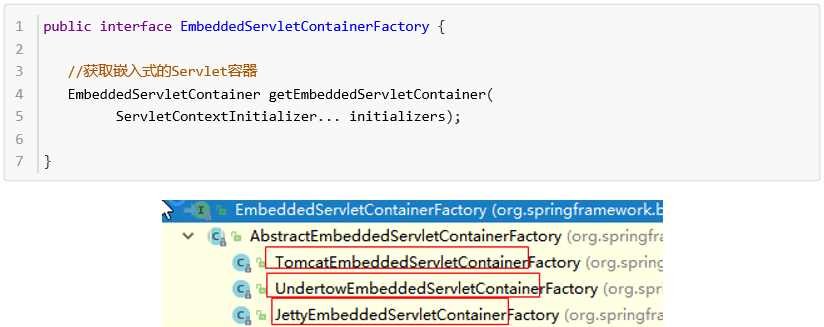 1 public interface EmbeddedServletContainerFactory {
2
3 //获取嵌入式的Servlet容器
4 EmbeddedServletContainer getEmbeddedServletContainer(
5 ServletContextInitializer... initializers);
6
7 }
I EmbeddedServletContainerFactory (org.springframework.b
C AbstractEmbeddedServletContainerFactory (org.springfra
C TomcatEmbeddedServletContainerFactory (org.spring
C UndertowEmbeddedServletContainerFactory (org.spri
C JettyEmbeddedServletContainerFactory (org.springfra